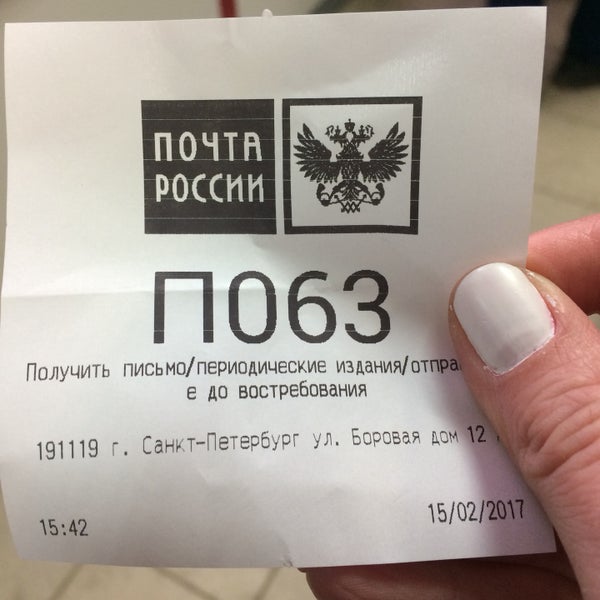 ПОЧТА
РОССИИ
П063
Получить письмо/периодические издания/
е до востребования
191119 г. Санкт-Петербург ул. Боровая дом 12
15:42
15/02/2017